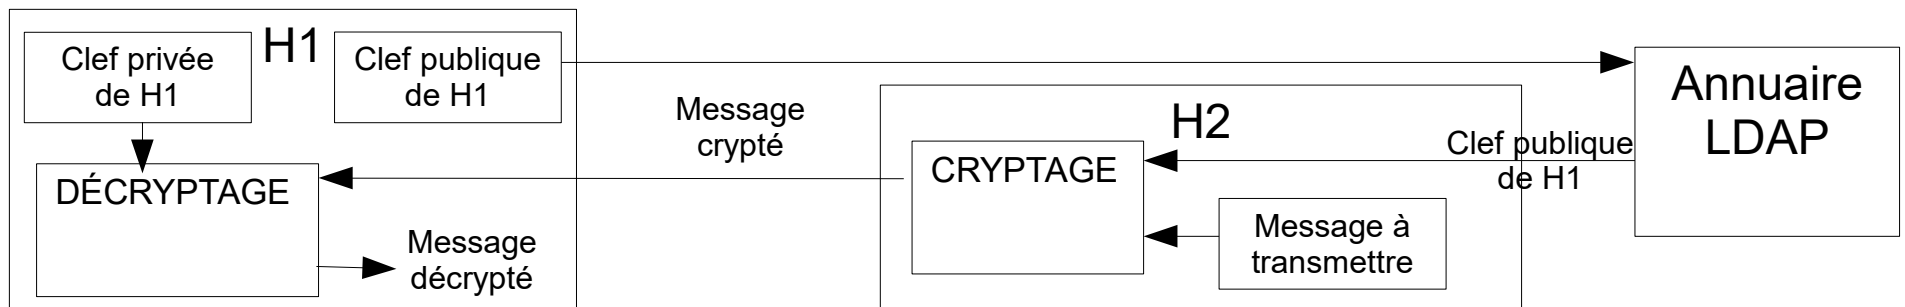 H1
Clef privée
de H1
Clef publique
de H1
DÉCRYPTAGE
Message
décrypté
Message
crypté
H2
CRYPTAGE
Message à
transmettre
Clef publique
de H1
Annuaire
LDAP